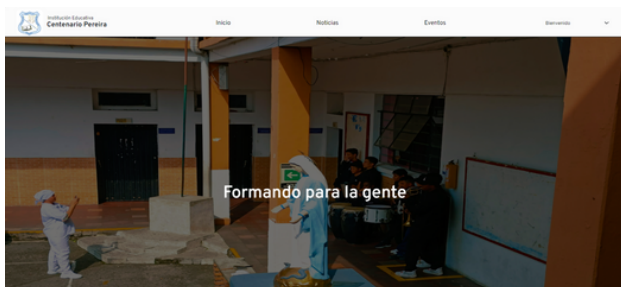 Institución Educativa
Centenario Pereira
Inicio
Noticias
Eventos
Bienvenido
Formando para la gente